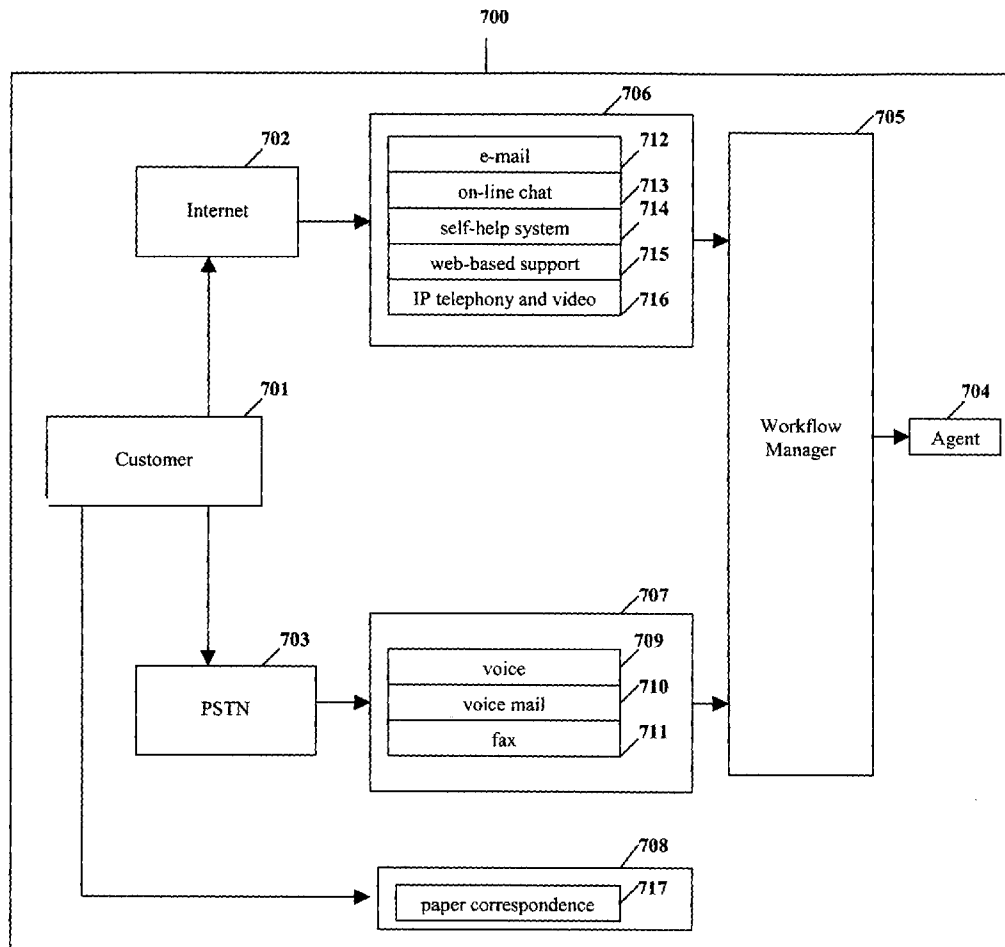 700
706
705
702
712
e-mail
713
on-line chat
Internet
714
self-help system
715
web-based support
716
IP telephony and video
701
704
Customer
Workflow
Manager
Agent
707
703
709
voice
710
PSTN
voice mail
711
fax
708
717
paper correspondence